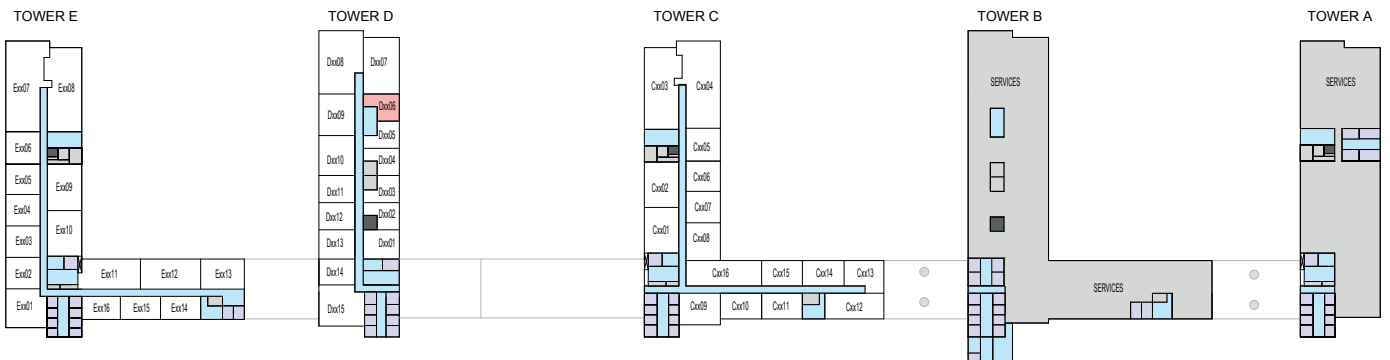 TOWER E
TOWER D
TOWER C
TOWER B
TOWER A
Exx07
Exx08
Exx06
Exx05
Exx09
Exx04
Exx03
Exx10
Exx02
Exx01
Exx11
Exx12
Exx13
Exx16
Exx15
Exx14
Dxx08
Dxx07
Dxx09
Dxx06
Dxx05
Dxx10
Dxx04
Dxx11
Dxx03
Dxx12
Dxx02
Dxx13
Dxx01
Dxx14
Dxx15
Cxx03
Cxx04
Cxx05
Cxx02
Cxx06
Cxx07
Cxx01
Cxx08
Cxx16
Cxx15
Cxx14
Cxx13
Cxx09
Cxx10
Cxx11
Cxx12
SERVICES
SERVICES
SERVICES